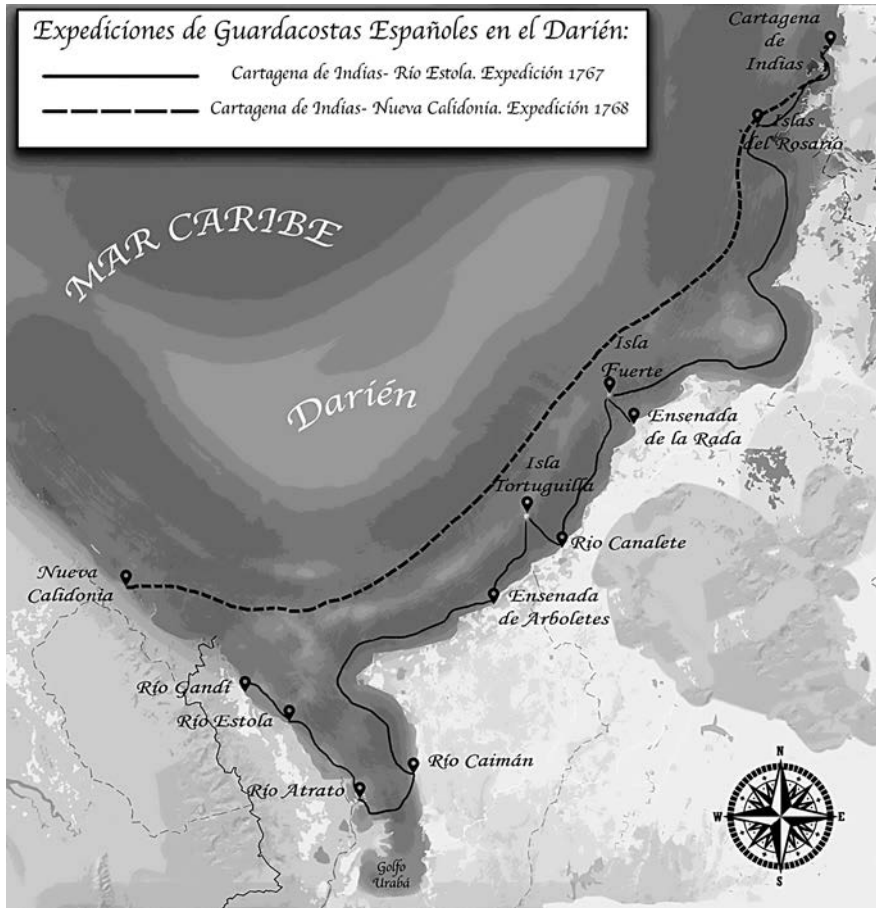 Expediciones de Guardacostas Españoles en el Darién:
Cartagena de Indias- Río Estola. Expedición 1767
Cartagena de Indias- Nueva Calidonia. Expedición 1768
Cartagena
de
Indias
Islas
del Rosario
MAR CARIBE
Darién
Isla
Fuerte
Ensenada
de la Rada
Isla
Tortuguilla
Río Canalete
Nueva
Calidonia
Ensenada
de Arboletes
Río Gandí
Río Estola
Río Caimán
Río Atrato
Golfo
Urabá
N
W
E
S